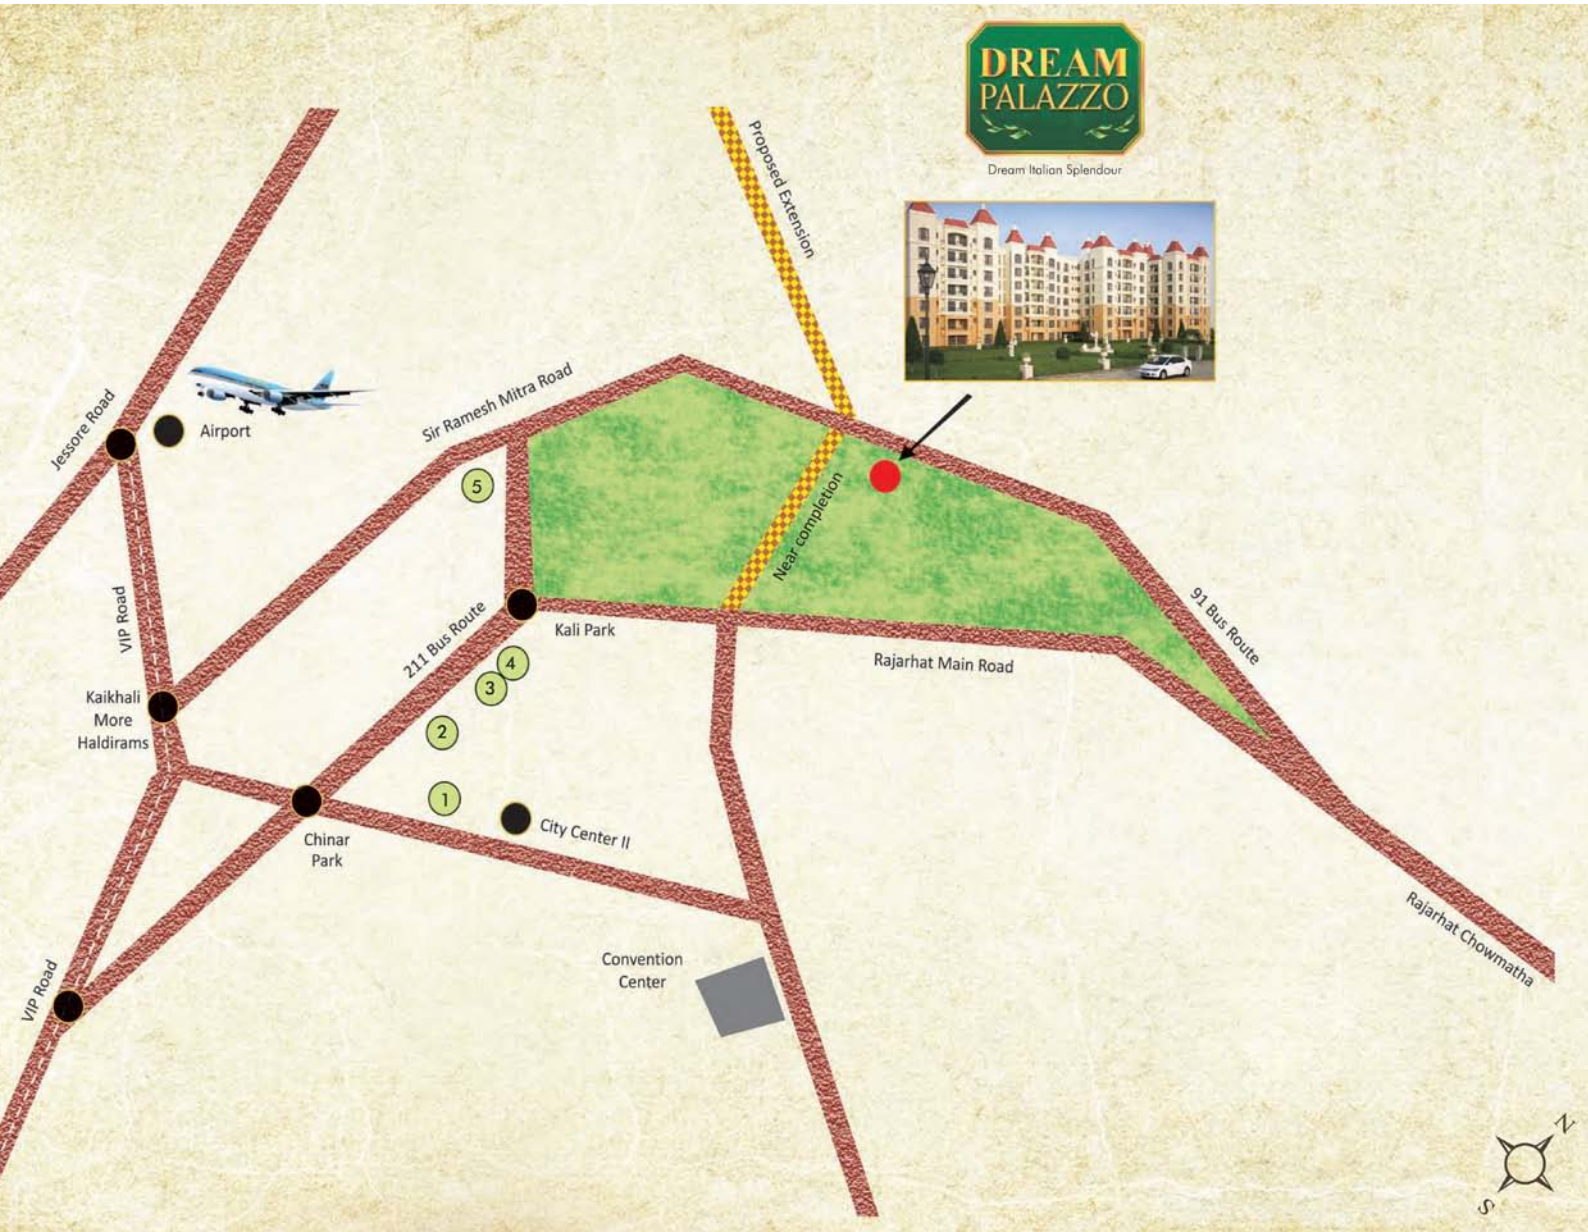 DREAM
PALAZZO
Dream Italian Splendour
Proposed Extension
Jessore Road
Airport
Sir Ramesh Mitra Road
5
Near completion
VIP Road
211 Bus Route
Kali Park
91 Bus Route
Rajarhat Main Road
4
3
2
1
Kaikhali
More
Haldirams
City Center II
Chinar
Park
Rajarhat Chowmatha
Convention
Center
VIP Road
N
S